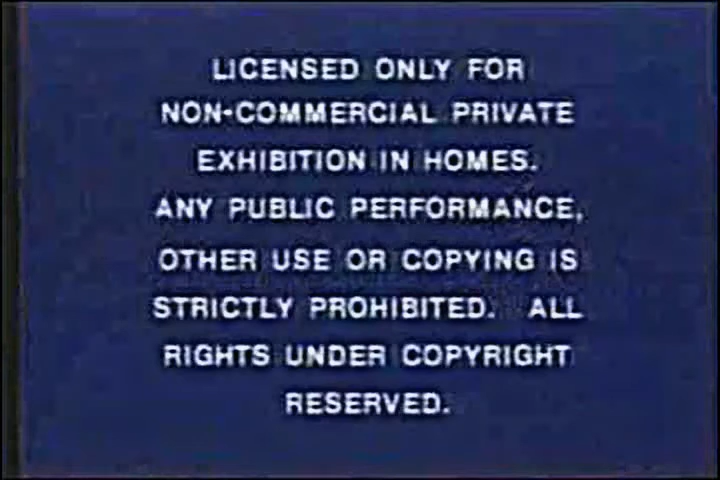 LICENSED ONLY FOR
NON-COMMERCIAL PRIVATE
EXHIBITION IN HOMES.
ANY PUBLIC PERFORMANCE,
OTHER USE OR COPYING IS
STRICTLY PROHIBITED. ALL
RIGHTS UNDER COPYRIGHT
RESERVED.